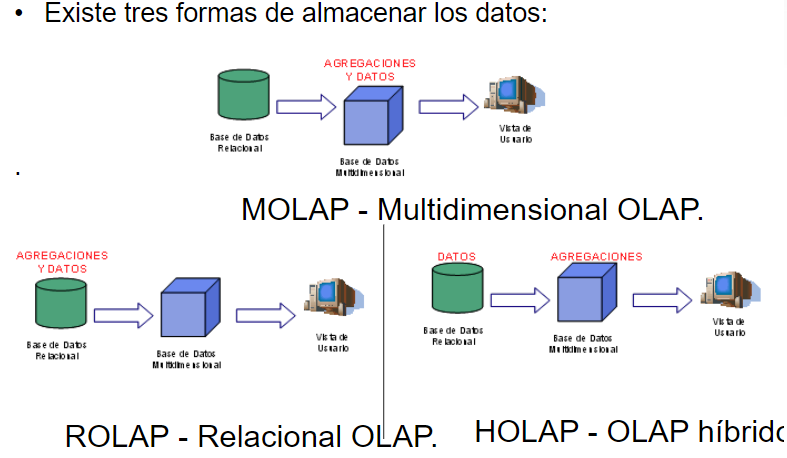 • Existe tres formas de almacenar los datos:
AGREGACIONES
Y DATOS
Base de Datos
Relacional
Base de Datos
Multidimensional
Vista de
Usuario
.
MOLAP - Multidimensional OLAP.
AGREGACIONES
Y DATOS
Base de Datos
Relacional
Base de Datos
Multidimensional
Vista de
Usuario
ROLAP - Relacional OLAP.
DATOS
AGREGACIONES
Base de Datos
Relacional
Base de Datos
Multidimensional
Vista de
Usuario
HOLAP - OLAP híbrido